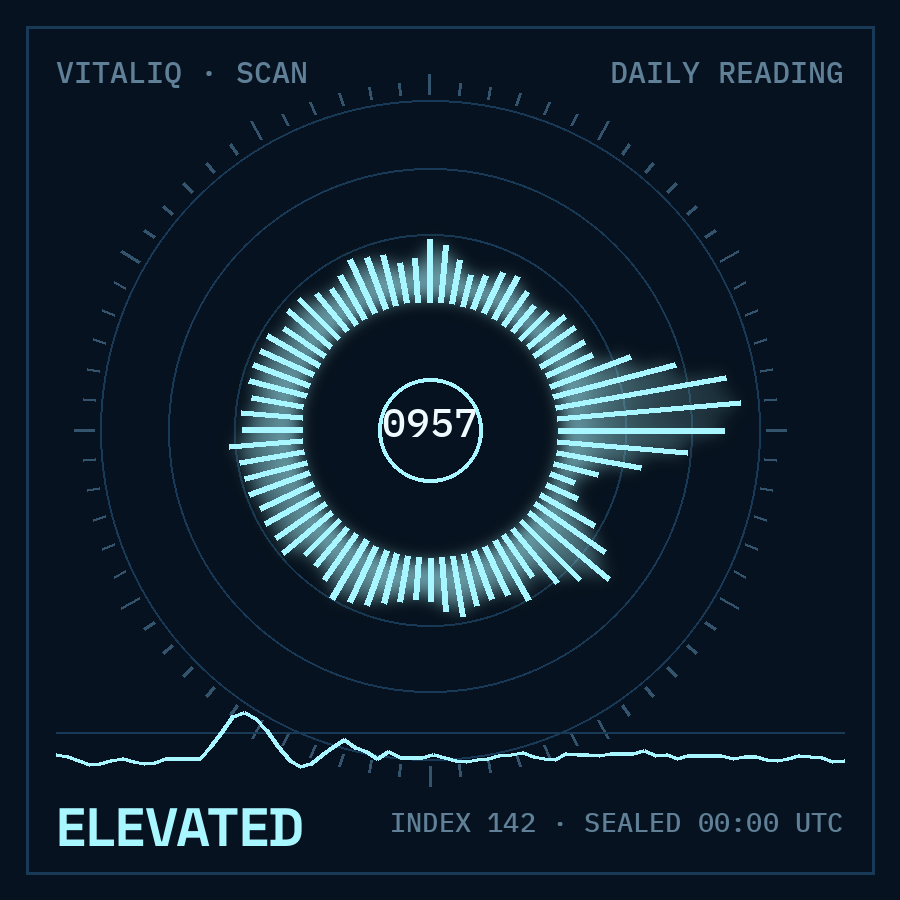 VITALIQ · SCAN
DAILY READING
0957
ELEVATED
INDEX 142 · SEALED 00:00 UTC